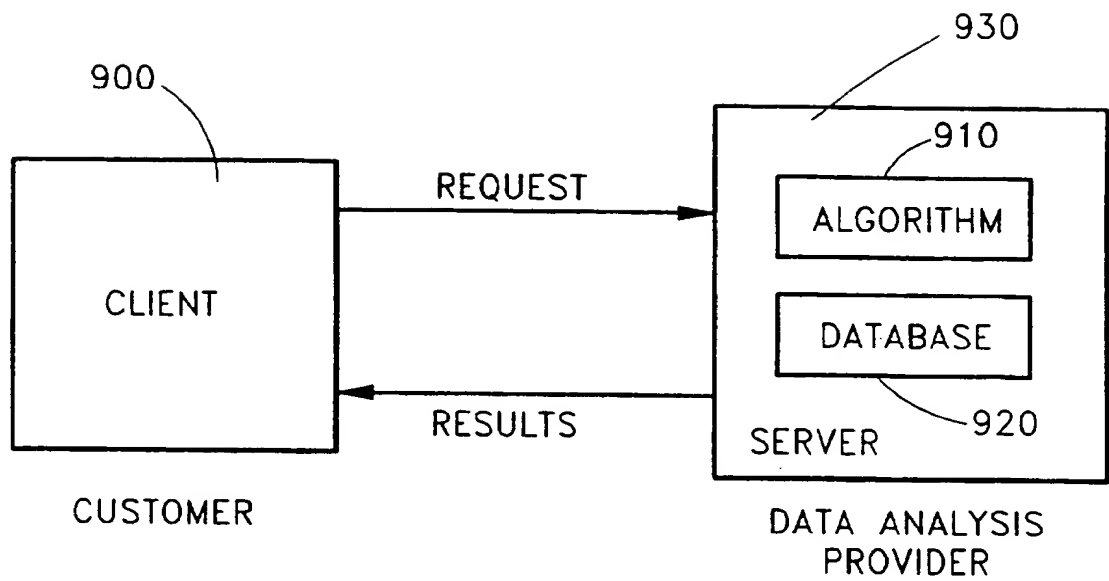 930
900
910
REQUEST
ALGORITHM
CLIENT
DATABASE
RESULTS
920
SERVER
CUSTOMER
DATA ANALYSIS
PROVIDER